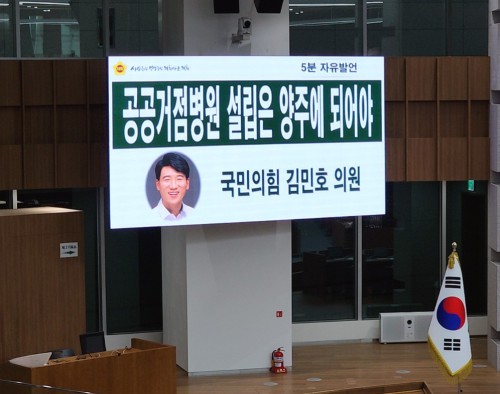 5분 자유발언
공공거점병원 설립은 양주에 되어야
국민의힘 김민호 의원